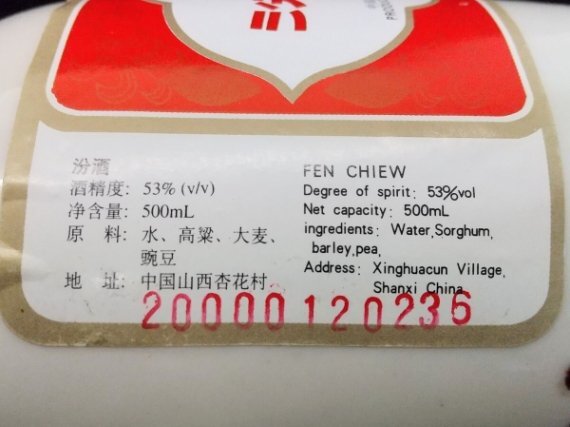 汾酒
酒精度: 53% (v/v)
净含量: 500mL
原 料: 水、高粱、大麦、
豌豆
地 址: 中国山西杏花村
FEN CHIEW
Degree of spirit: 53%vol
Net capacity: 500mL
ingredients: Water,Sorghum,
barley,pea,
Address: Xinghuacun Village,
Shanxi China
20000120236